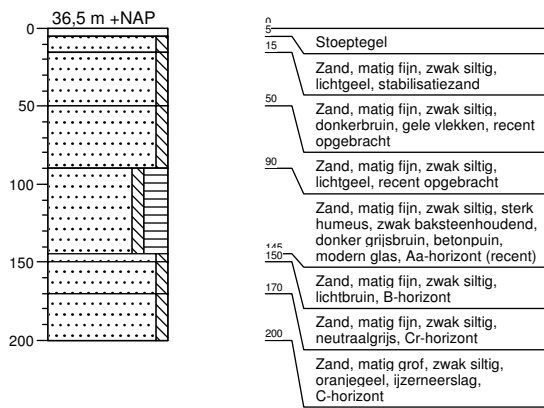 36,5 m +NAP
0
50
100
150
200
0
5
Stoeptegel
15
Zand, matig fijn, zwak siltig,
lichtgeel, stabilisatiezand
50
Zand, matig fijn, zwak siltig,
donkerbruin, gele vlekken, recent
opgebracht
90
Zand, matig fijn, zwak siltig,
lichtgeel, recent opgebracht
Zand, matig fijn, zwak siltig, sterk
humeus, zwak baksteenhoudend,
donker grijsbruin, betonpuin,
modern glas, Aa-horizont (recent)
145
150
Zand, matig fijn, zwak siltig,
lichtbruin, B-horizont
170
Zand, matig fijn, zwak siltig,
neutraalgrijs, Cr-horizont
200
Zand, matig grof, zwak siltig,
oranjegeel, ijzerneerslag,
C-horizont